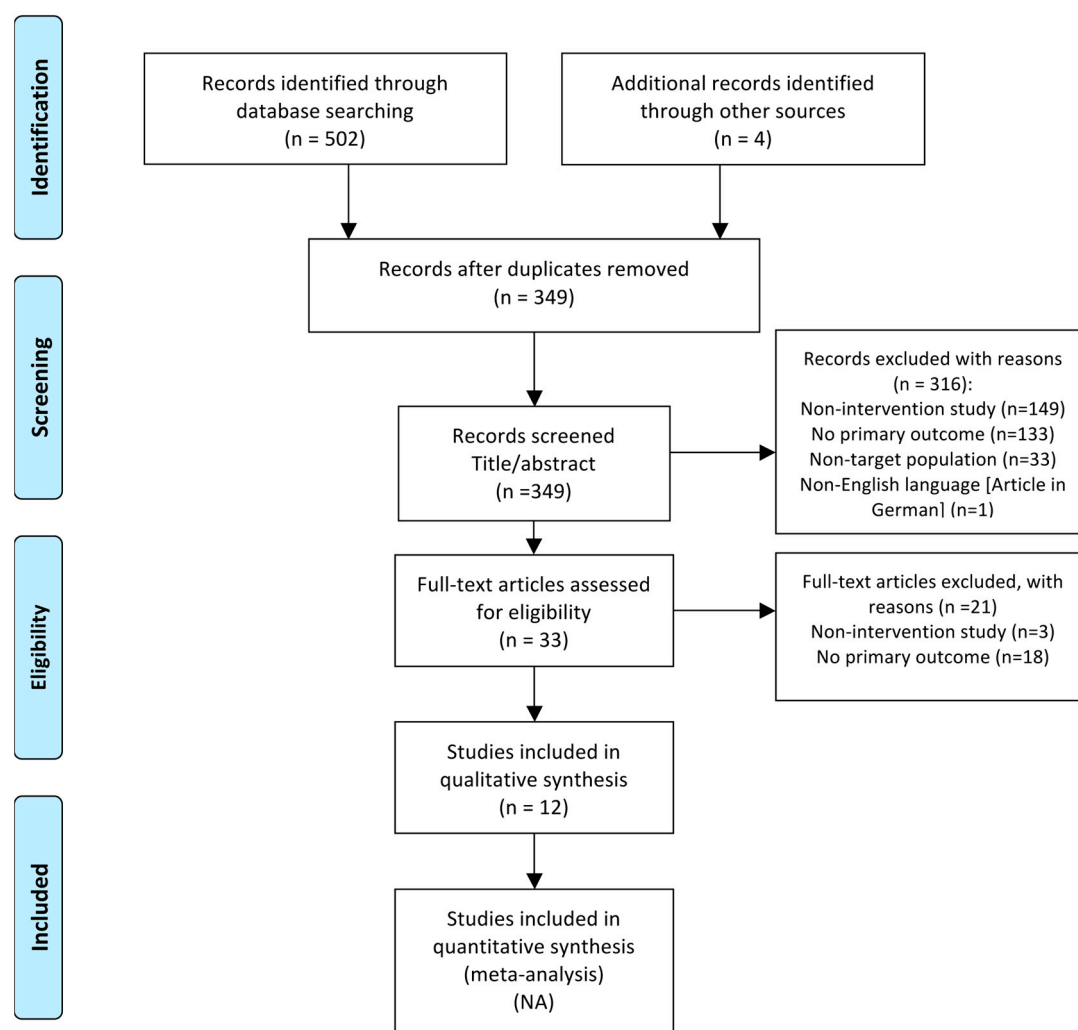 Identification
Records identified through
database searching
(n = 502)
Additional records identified
through other sources
(n = 4)
Records after duplicates removed
(n = 349)
Screening
Records screened
Title/abstract
(n =349)
Records excluded with reasons
(n = 316):
Non-intervention study (n=149)
No primary outcome (n=133)
Non-target population (n=33)
Non-English language [Article in
German] (n=1)
Eligibility
Full-text articles assessed
for eligibility
(n = 33)
Full-text articles excluded, with
reasons (n =21)
Non-intervention study (n=3)
No primary outcome (n=18)
Studies included in
qualitative synthesis
(n = 12)
Included
Studies included in
quantitative synthesis
(meta-analysis)
(NA)